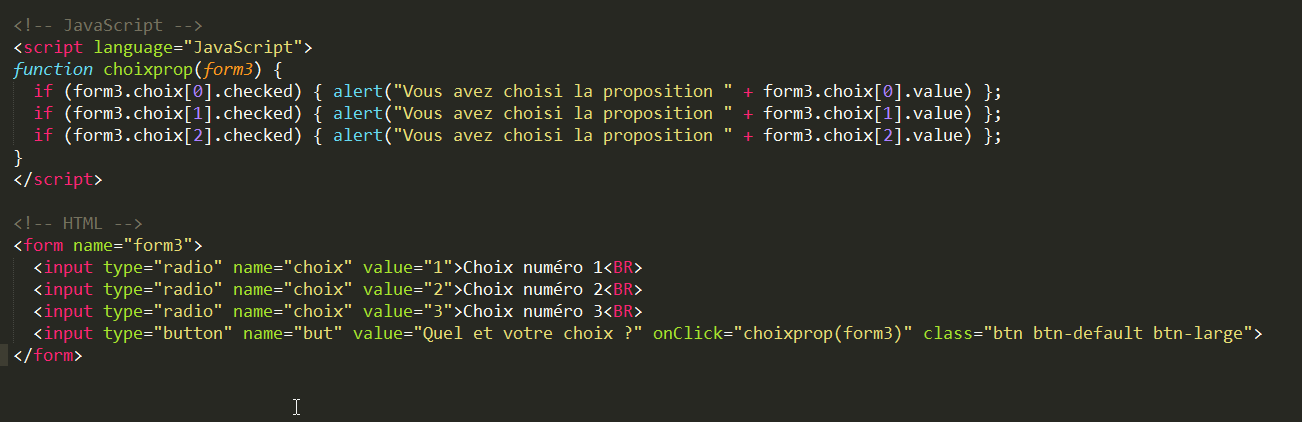 <!-- JavaScript -->
<script language="JavaScript">
function choixprop(form3) {
  if (form3.choix[0].checked) { alert("Vous avez choisi la proposition " + form3.choix[0].value) };
  if (form3.choix[1].checked) { alert("Vous avez choisi la proposition " + form3.choix[1].value) };
  if (form3.choix[2].checked) { alert("Vous avez choisi la proposition " + form3.choix[2].value) };
}
</script>
<!-- HTML -->
<form name="form3">
  <input type="radio" name="choix" value="1">Choix numéro 1<BR>
  <input type="radio" name="choix" value="2">Choix numéro 2<BR>
  <input type="radio" name="choix" value="3">Choix numéro 3<BR>
  <input type="button" name="but" value="Quel et votre choix ?" onClick="choixprop(form3)" class="btn btn-default btn-large">
</form>